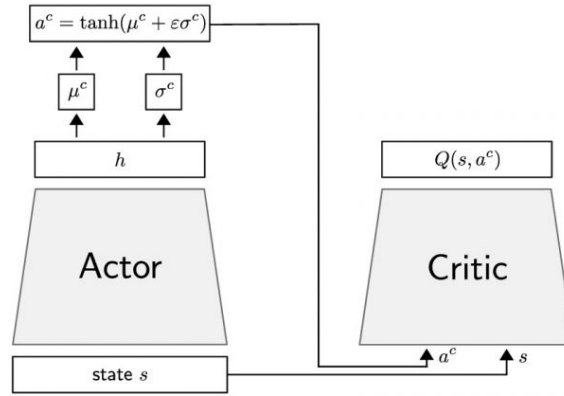 a^c = tanh(μ^c + εσ^c)
μ^c
σ^c
h
Q(s, a^c)
Actor
Critic
a^c
s
state s